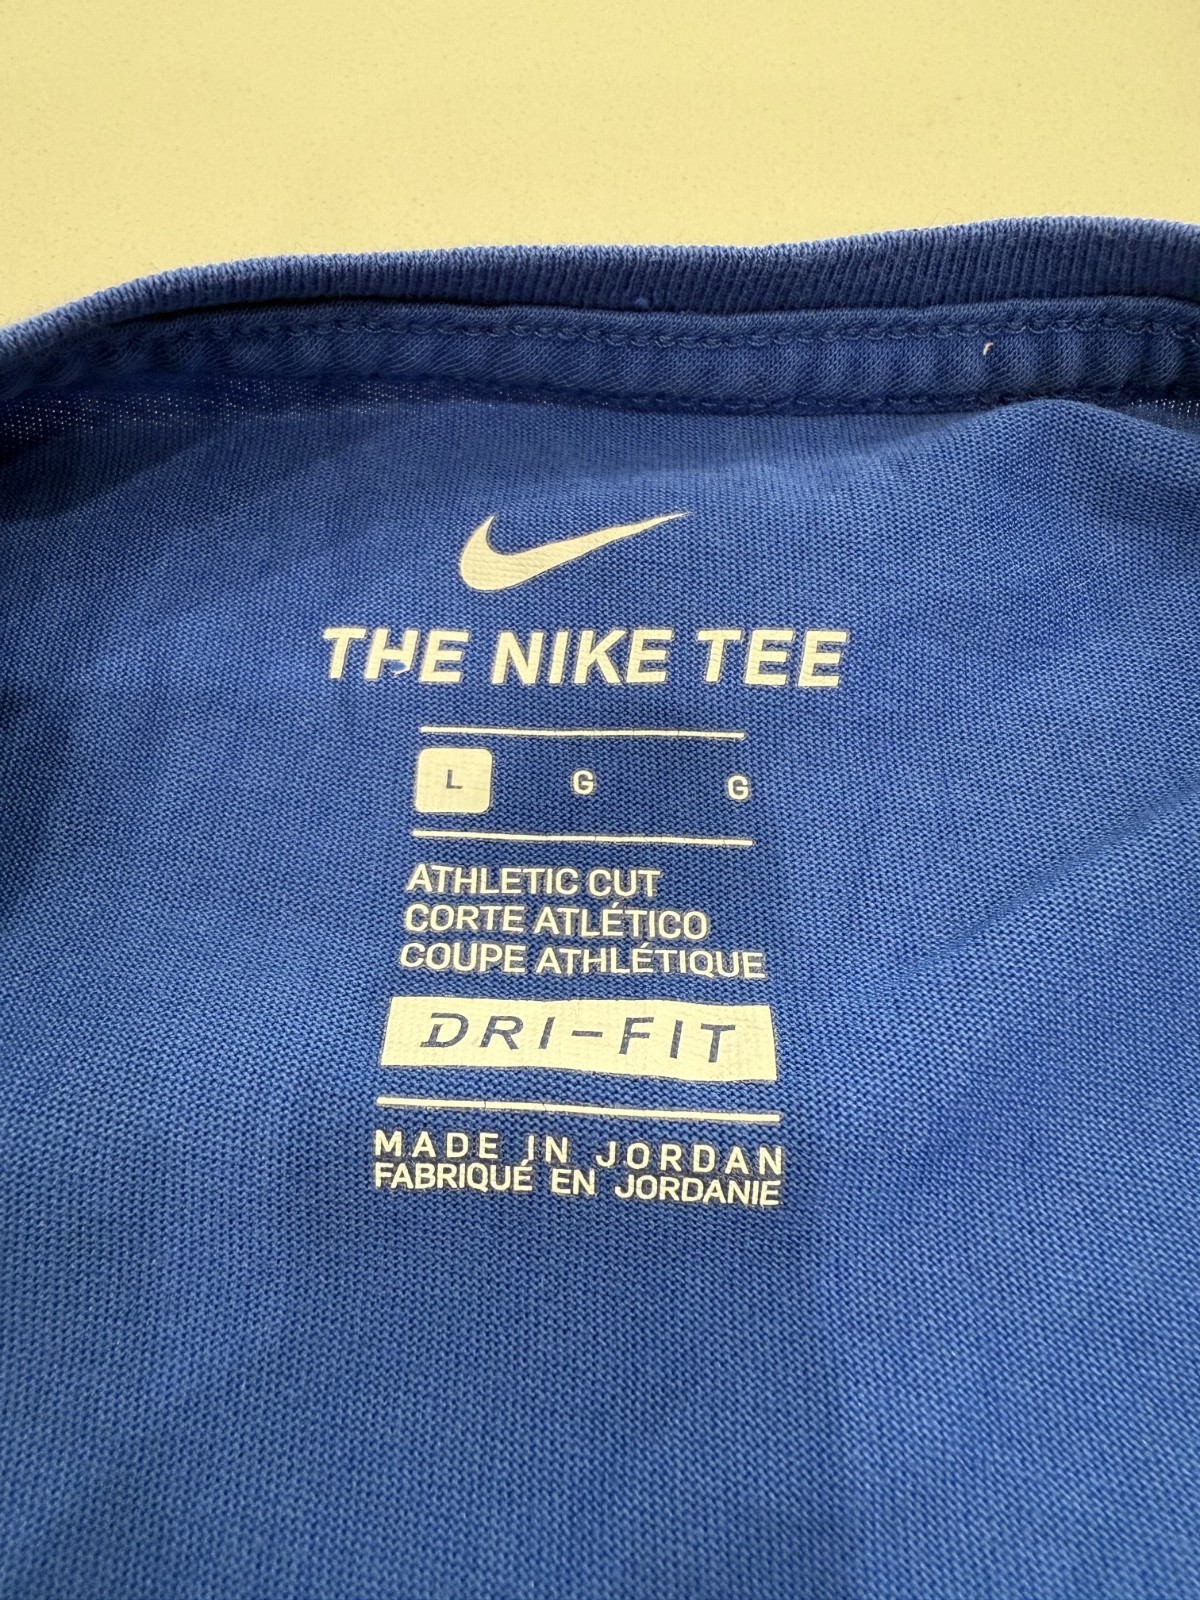 THE NIKE TEE
L G G
ATHLETIC CUT
CORTE ATLÉTICO
COUPE ATHLÉTIQUE
DRI-FIT
MADE IN JORDAN
FABRIQUÉ EN JORDANIE